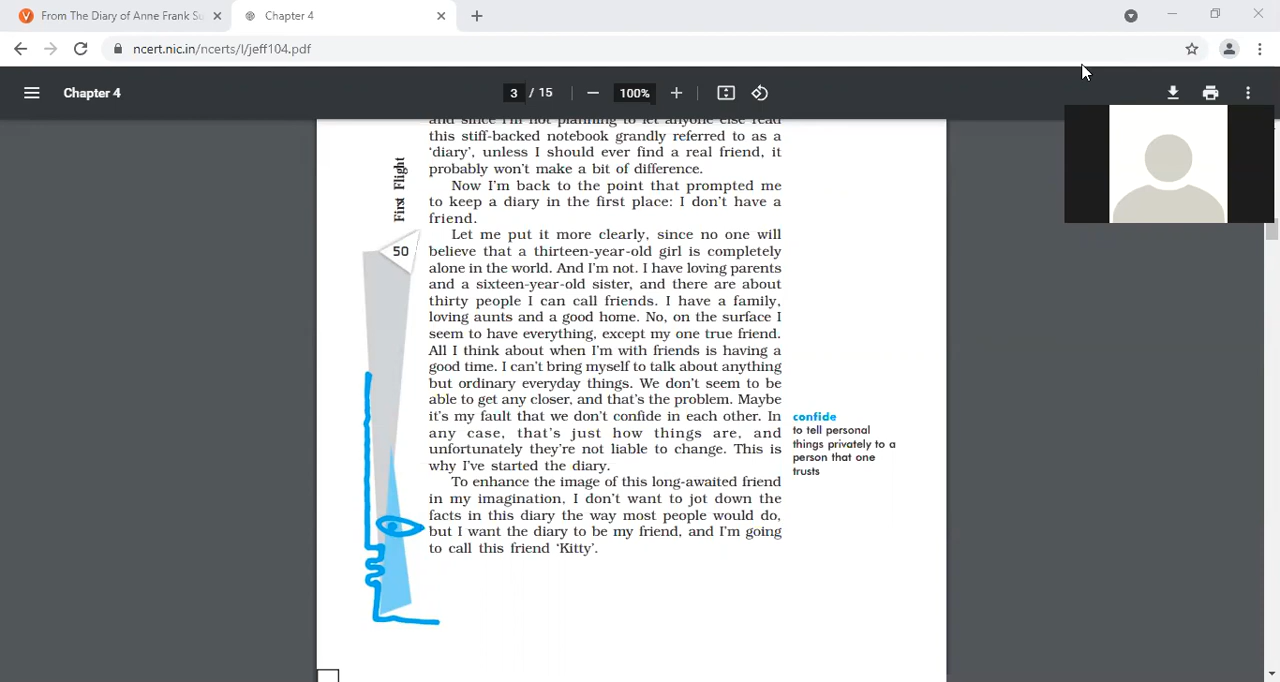 From The Diary of Anne Frank Su
Chapter 4
ncert.nic.in/ncerts/l/jeff104.pdf
Chapter 4
3 / 15
100%
and since I'm not planning to let anyone else read
this stiff-backed notebook grandly referred to as a
'diary', unless I should ever find a real friend, it
probably won't make a bit of difference.
Now I'm back to the point that prompted me
to keep a diary in the first place: I don't have a
friend.
Let me put it more clearly, since no one will
believe that a thirteen-year-old girl is completely
alone in the world. And I'm not. I have loving parents
and a sixteen-year-old sister, and there are about
thirty people I can call friends. I have a family,
loving aunts and a good home. No, on the surface I
seem to have everything, except my one true friend.
All I think about when I'm with friends is having a
good time. I can't bring myself to talk about anything
but ordinary everyday things. We don't seem to be
able to get any closer, and that's the problem. Maybe
it's my fault that we don't confide in each other. In
any case, that's just how things are, and
unfortunately they're not liable to change. This is
why I've started the diary.
To enhance the image of this long-awaited friend
in my imagination, I don't want to jot down the
facts in this diary the way most people would do,
but I want the diary to be my friend, and I'm going
to call this friend 'Kitty'.
First Flight
50
confide
to tell personal
things privately to a
person that one
trusts